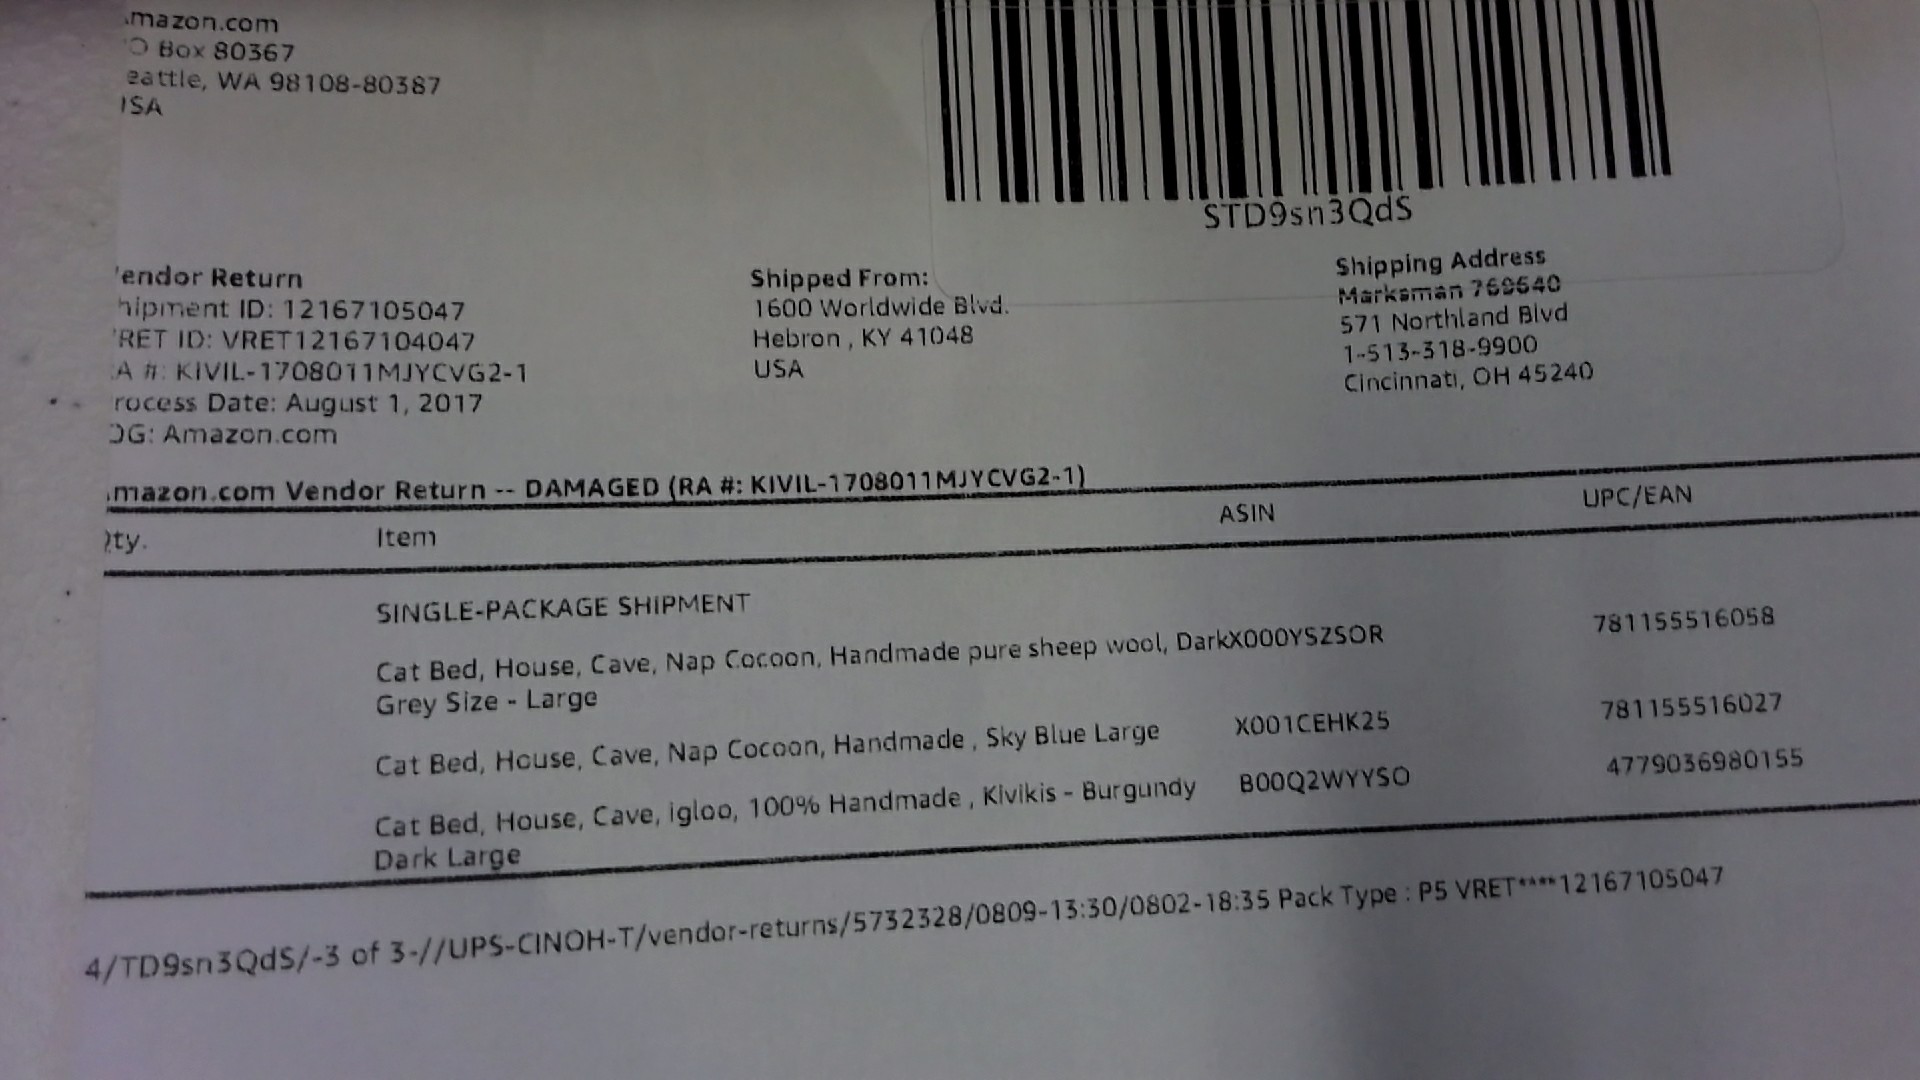 mazon.com
O Box 80367
eattle, WA 98108-80387
USA
STD9sn3QdS
endor Return
hipment ID: 12167105047
RET ID: VRET12167104047
A #: KIVIL-1708011MJYCVG2-1
rocess Date: August 1, 2017
OG: Amazon.com
Shipped From:
1600 Worldwide Blvd.
Hebron , KY 41048
USA
Shipping Address
Marksman 769640
571 Northland Blvd
1-513-318-9900
Cincinnati, OH 45240
mazon.com Vendor Return -- DAMAGED (RA #: KIVIL-1708011MJYCVG2-1)
Qty. Item ASIN UPC/EAN
SINGLE-PACKAGE SHIPMENT
Cat Bed, House, Cave, Nap Cocoon, Handmade pure sheep wool, DarkX000YSZSOR 781155516058
Grey Size - Large
Cat Bed, House, Cave, Nap Cocoon, Handmade , Sky Blue Large X001CEHK25 781155516027
Cat Bed, House, Cave, igloo, 100% Handmade , Kivikis - Burgundy B00Q2WYYSO 4779036980155
Dark Large
4/TD9sn3QdS/-3 of 3-//UPS-CINOH-T/vendor-returns/5732328/0809-13:30/0802-18:35 Pack Type : P5 VRET****12167105047